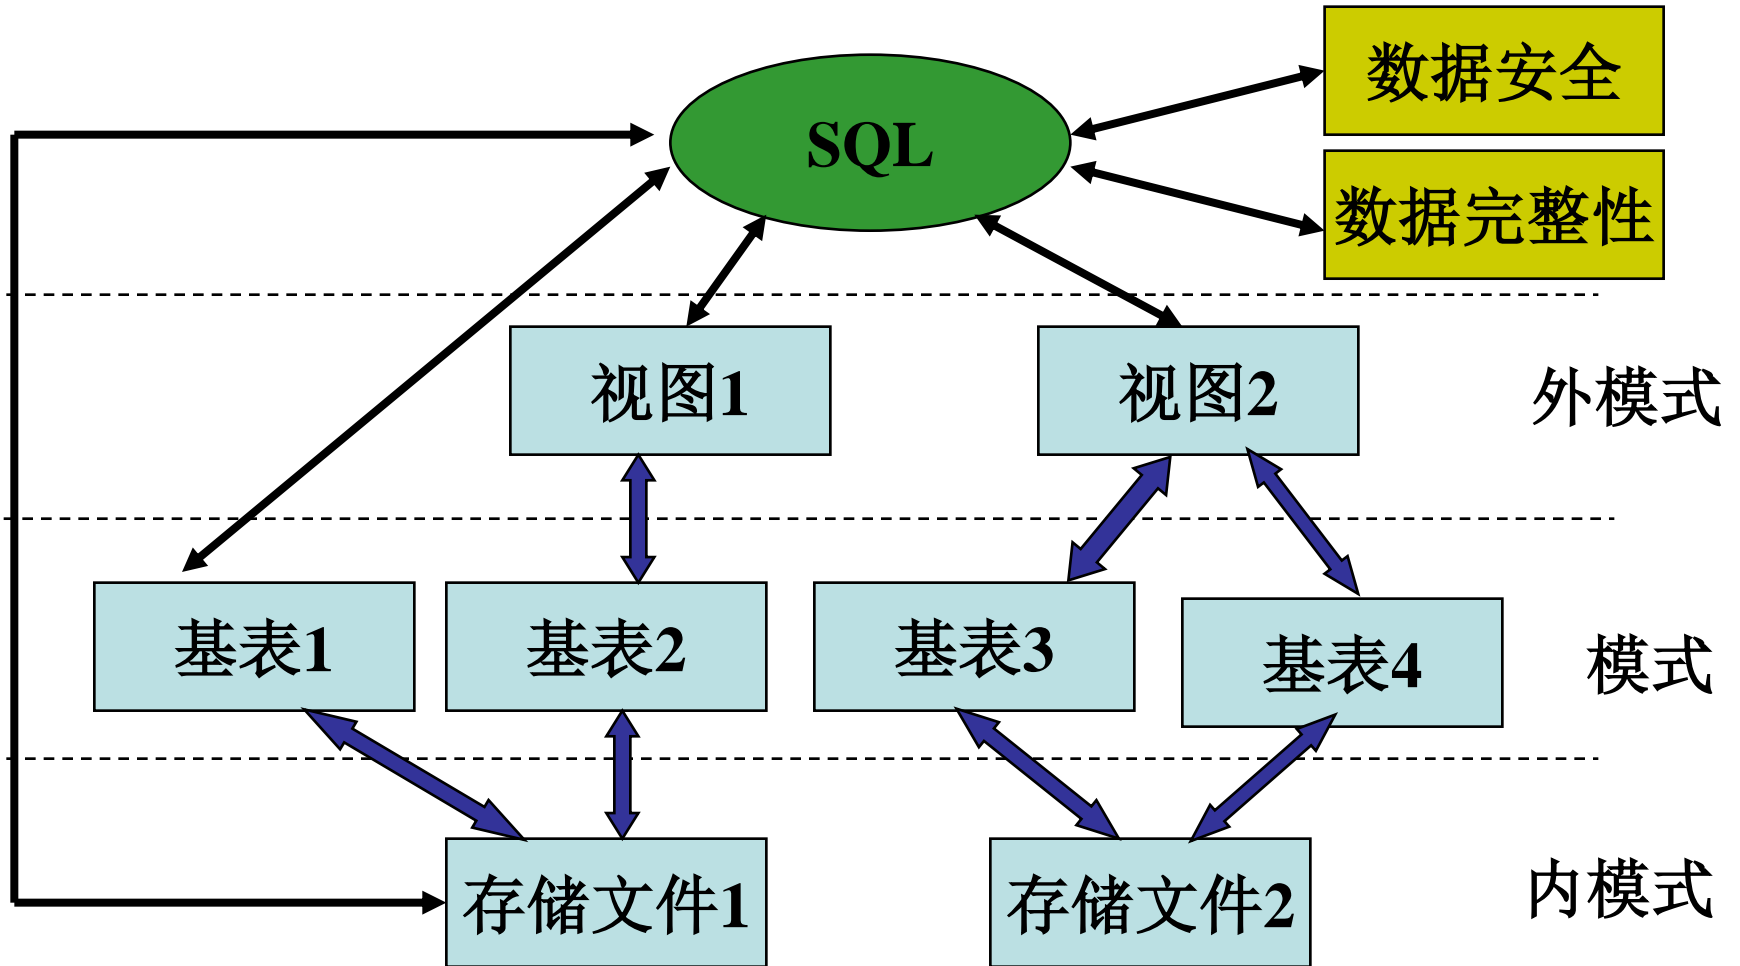 数据安全
SQL
数据完整性
视图1
视图2
外模式
基表1
基表2
基表3
基表4
模式
存储文件1
存储文件2
内模式